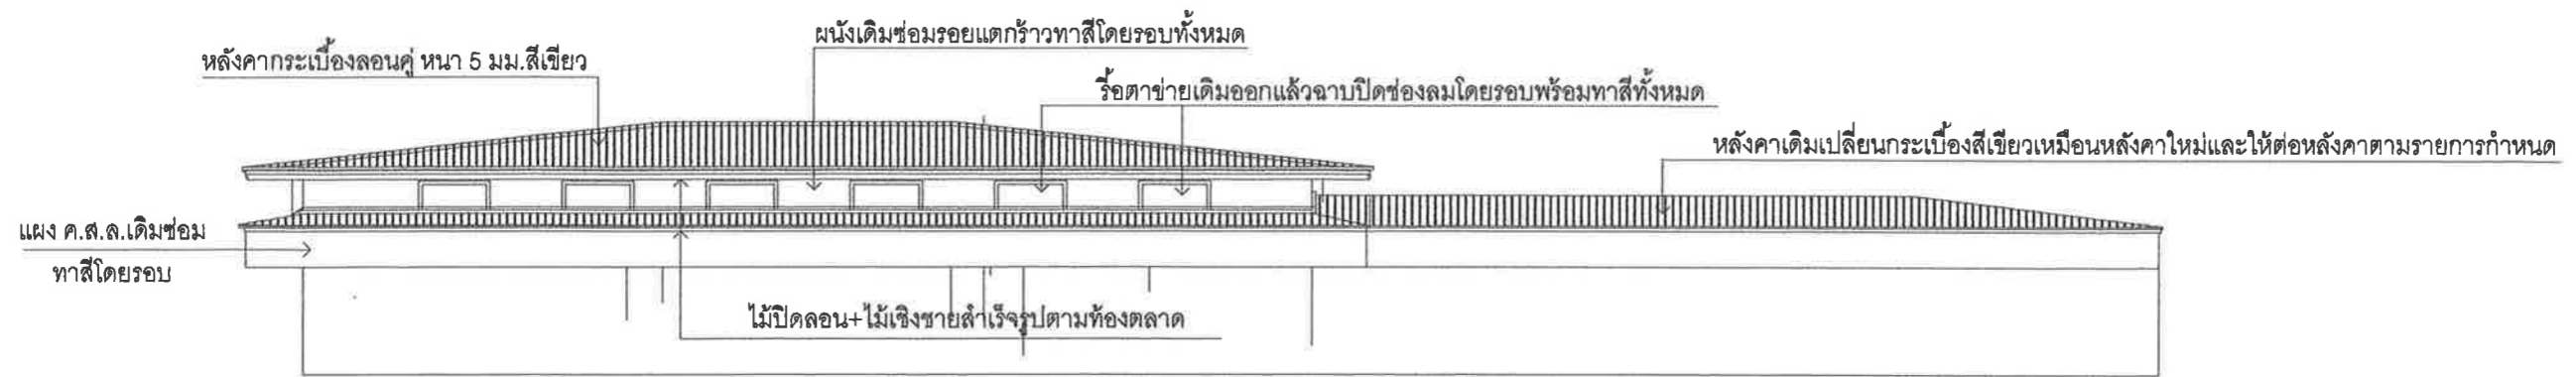 ผนังเดิมซ่อมรอยแตกร้าวทาสีโดยรอบทั้งหมด
หลังคากระเบื้องลอนคู่ หนา 5 มม.สีเขียว
รื้อตาข่ายเดิมออกแล้วฉาบปิดช่องลมโดยรอบพร้อมทาสีทั้งหมด
หลังคาเดิมเปลี่ยนกระเบื้องสีเขียวเหมือนหลังคาใหม่และให้ต่อหลังคาตามรายการกำหนด
แผง ค.ส.ล.เดิมซ่อม
ทาสีโดยรอบ
ไม้ปิดลอน+ไม้เชิงชายสำเร็จรูปตามท้องตลาด